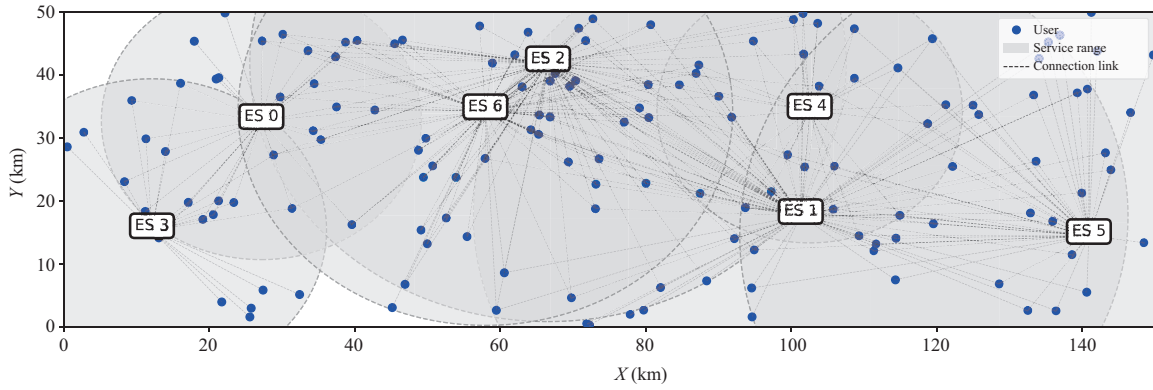 50
40
30
20
10
0
Y (km)
0
20
40
60
80
100
120
140
X (km)
ES 0
ES 1
ES 2
ES 3
ES 4
ES 5
ES 6
User
Service range
Connection link